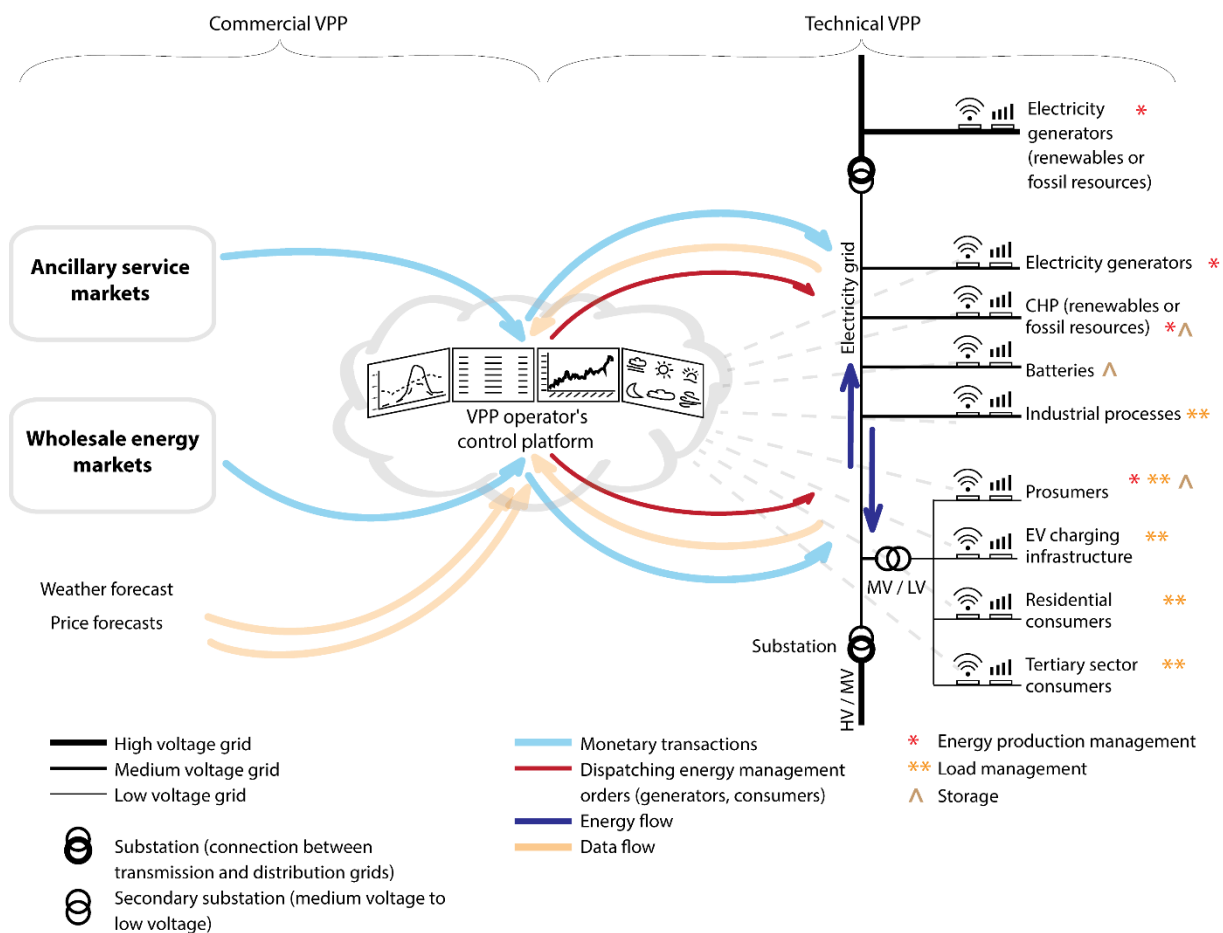 Commercial VPP
Technical VPP
Electricity *
generators
(renewables or
fossil resources)
Ancillary service
markets
Electricity grid
Electricity generators *
CHP (renewables or
fossil resources) *^
Batteries ^
VPP operator's
control platform
Industrial processes **
Wholesale energy
markets
Prosumers * ** ^
EV charging **
infrastructure
MV / LV
Residential **
consumers
Weather forecast
Price forecasts
Substation
Tertiary sector **
consumers
HV / MV
High voltage grid
Medium voltage grid
Low voltage grid
Substation (connection between
transmission and distribution grids)
Secondary substation (medium voltage to
low voltage)
Monetary transactions
Dispatching energy management
orders (generators, consumers)
Energy flow
Data flow
* Energy production management
** Load management
^ Storage